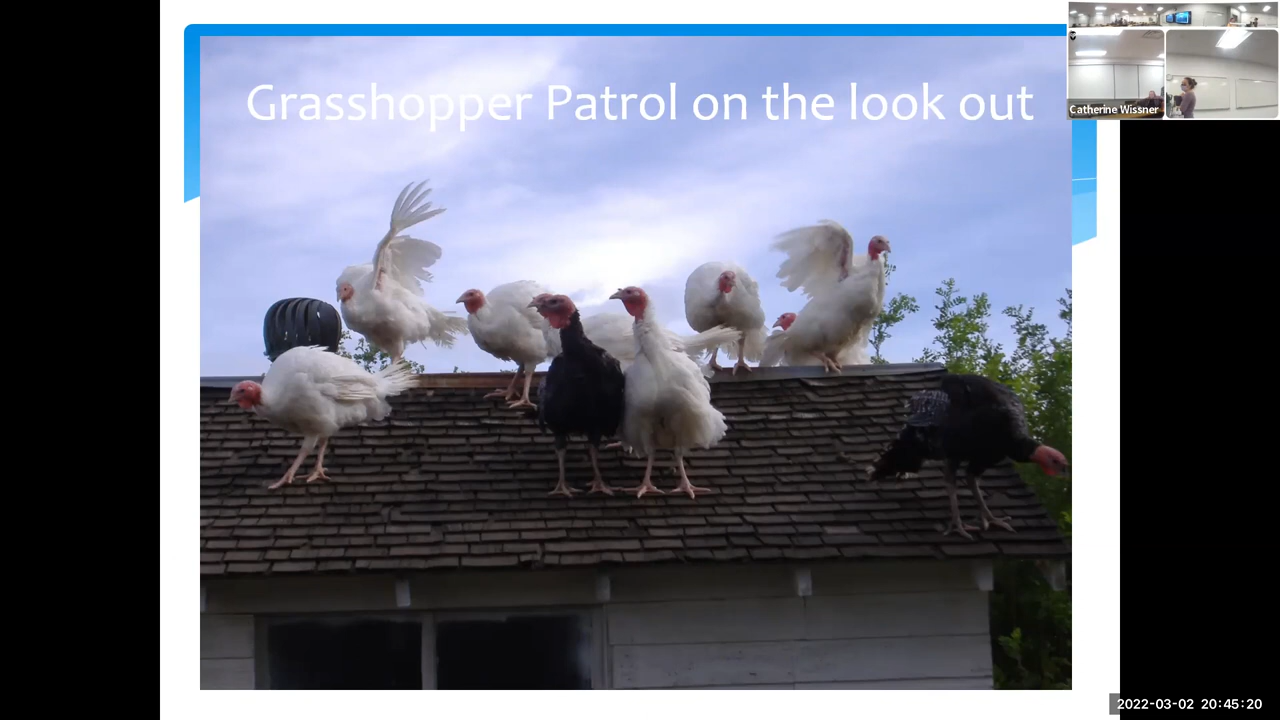 Grasshopper Patrol on the look out
Catherine Wissner
2022-03-02 20:45:20